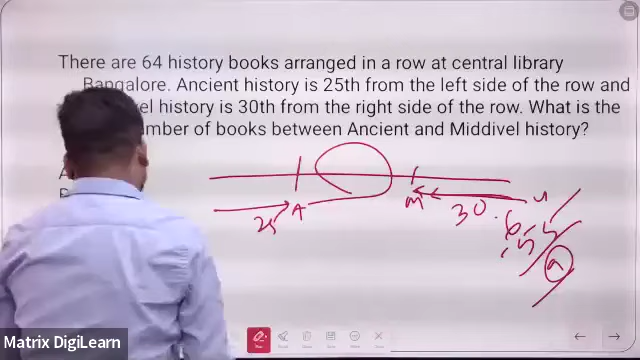 There are 64 history books arranged in a row at central library
Bangalore. Ancient history is 25th from the left side of the row and
vel history is 30th from the right side of the row. What is the
mber of books between Ancient and Middivel history?
A
25 A
M
30
64
55
9
Matrix DigiLearn